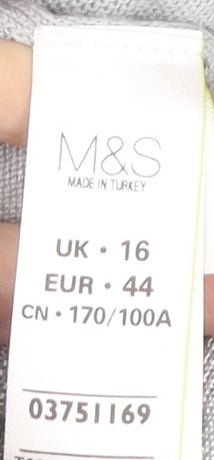 M&S
MADE IN TURKEY
UK • 16
EUR • 44
CN • 170/100A
03751169